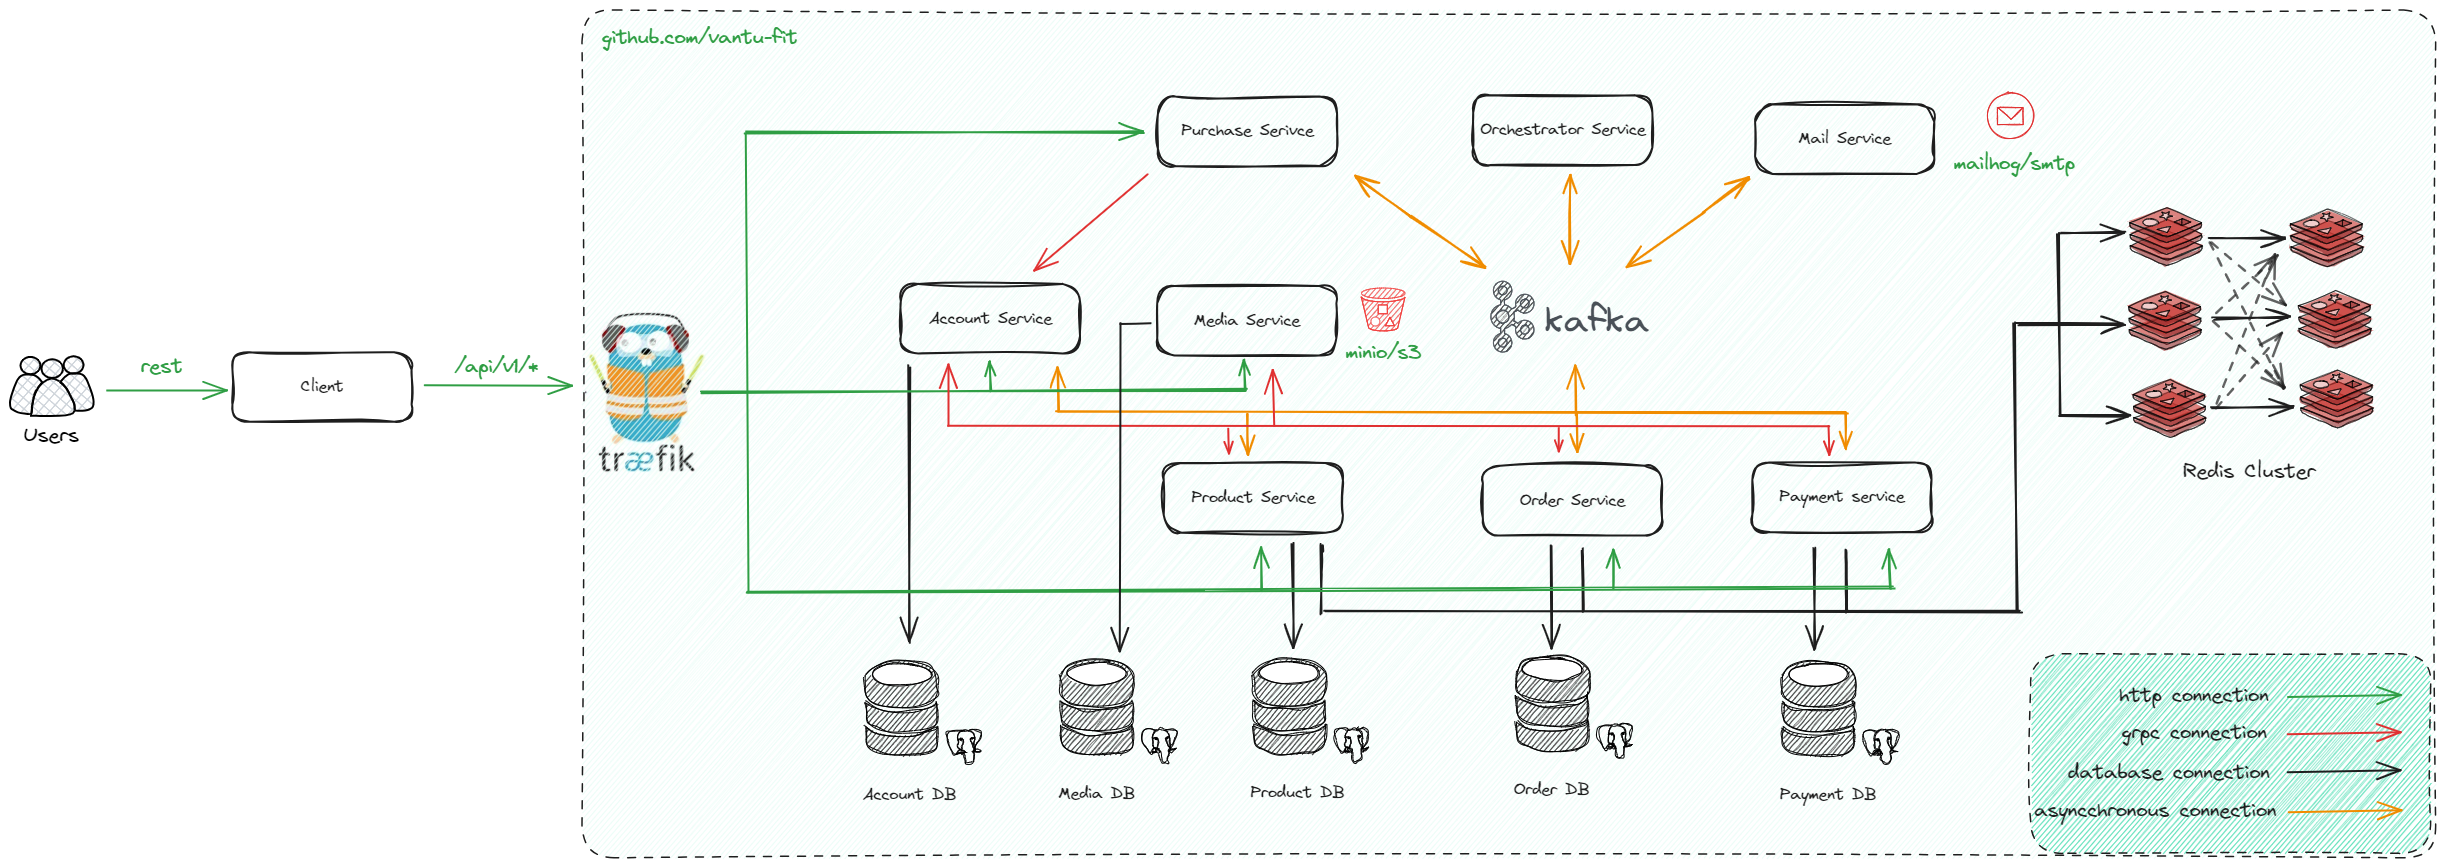 github.com/vantu-fit
Purchase Serivce
Orchestrator Service
Mail Service
mailhog/smtp
Account Service
Media Service
minio/s3
kafka
rest
Client
/api/v1/*
Users
træfik
Product Service
Order Service
Payment service
Redis Cluster
Account DB
Media DB
Product DB
Order DB
Payment DB
http connection
grpc connection
database connection
asyncchronous connection